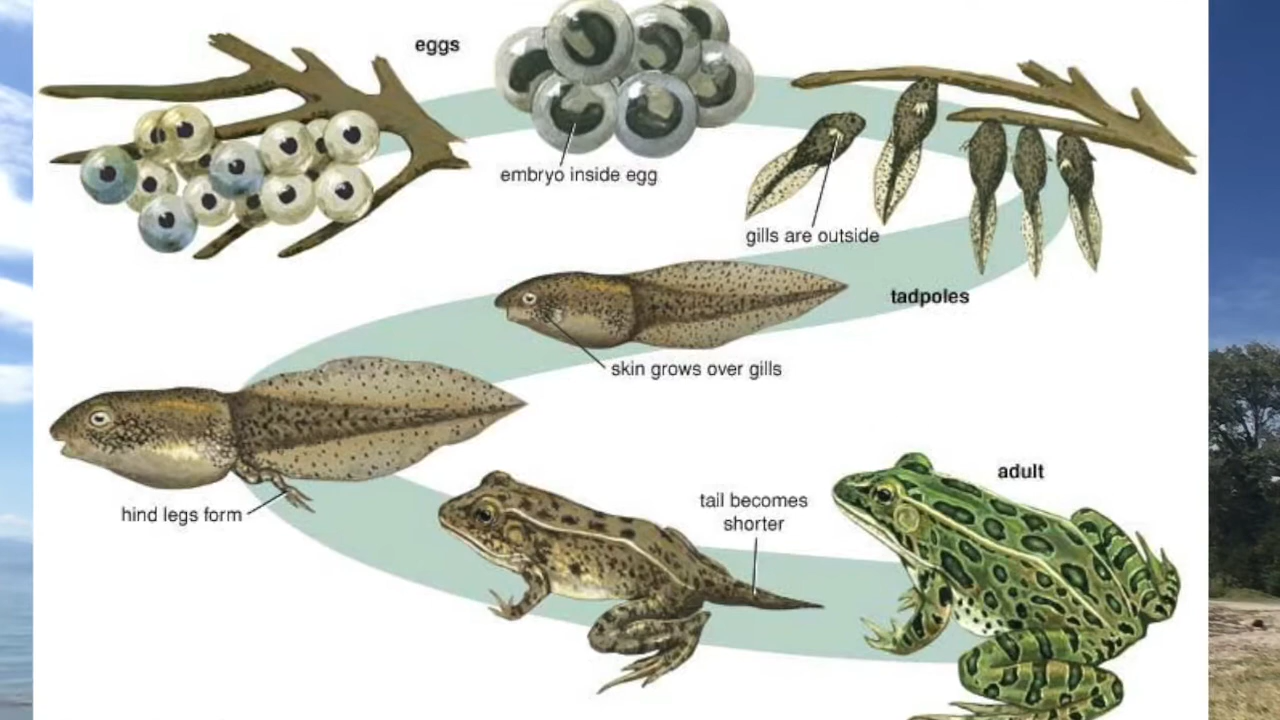 eggs
embryo inside egg
gills are outside
tadpoles
skin grows over gills
hind legs form
tail becomes
shorter
adult